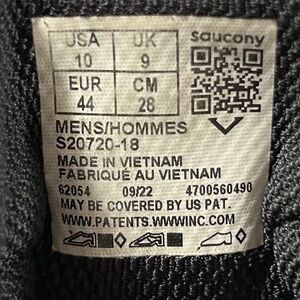 USA UK
10 9
EUR CM
44 28
saucony
MENS/HOMMES
S20720-18
MADE IN VIETNAM
FABRIQUÉ AU VIETNAM
62054 09/22 4700560490
MAY BE COVERED BY US PAT.
WWW.PATENTS.WWWINC.COM